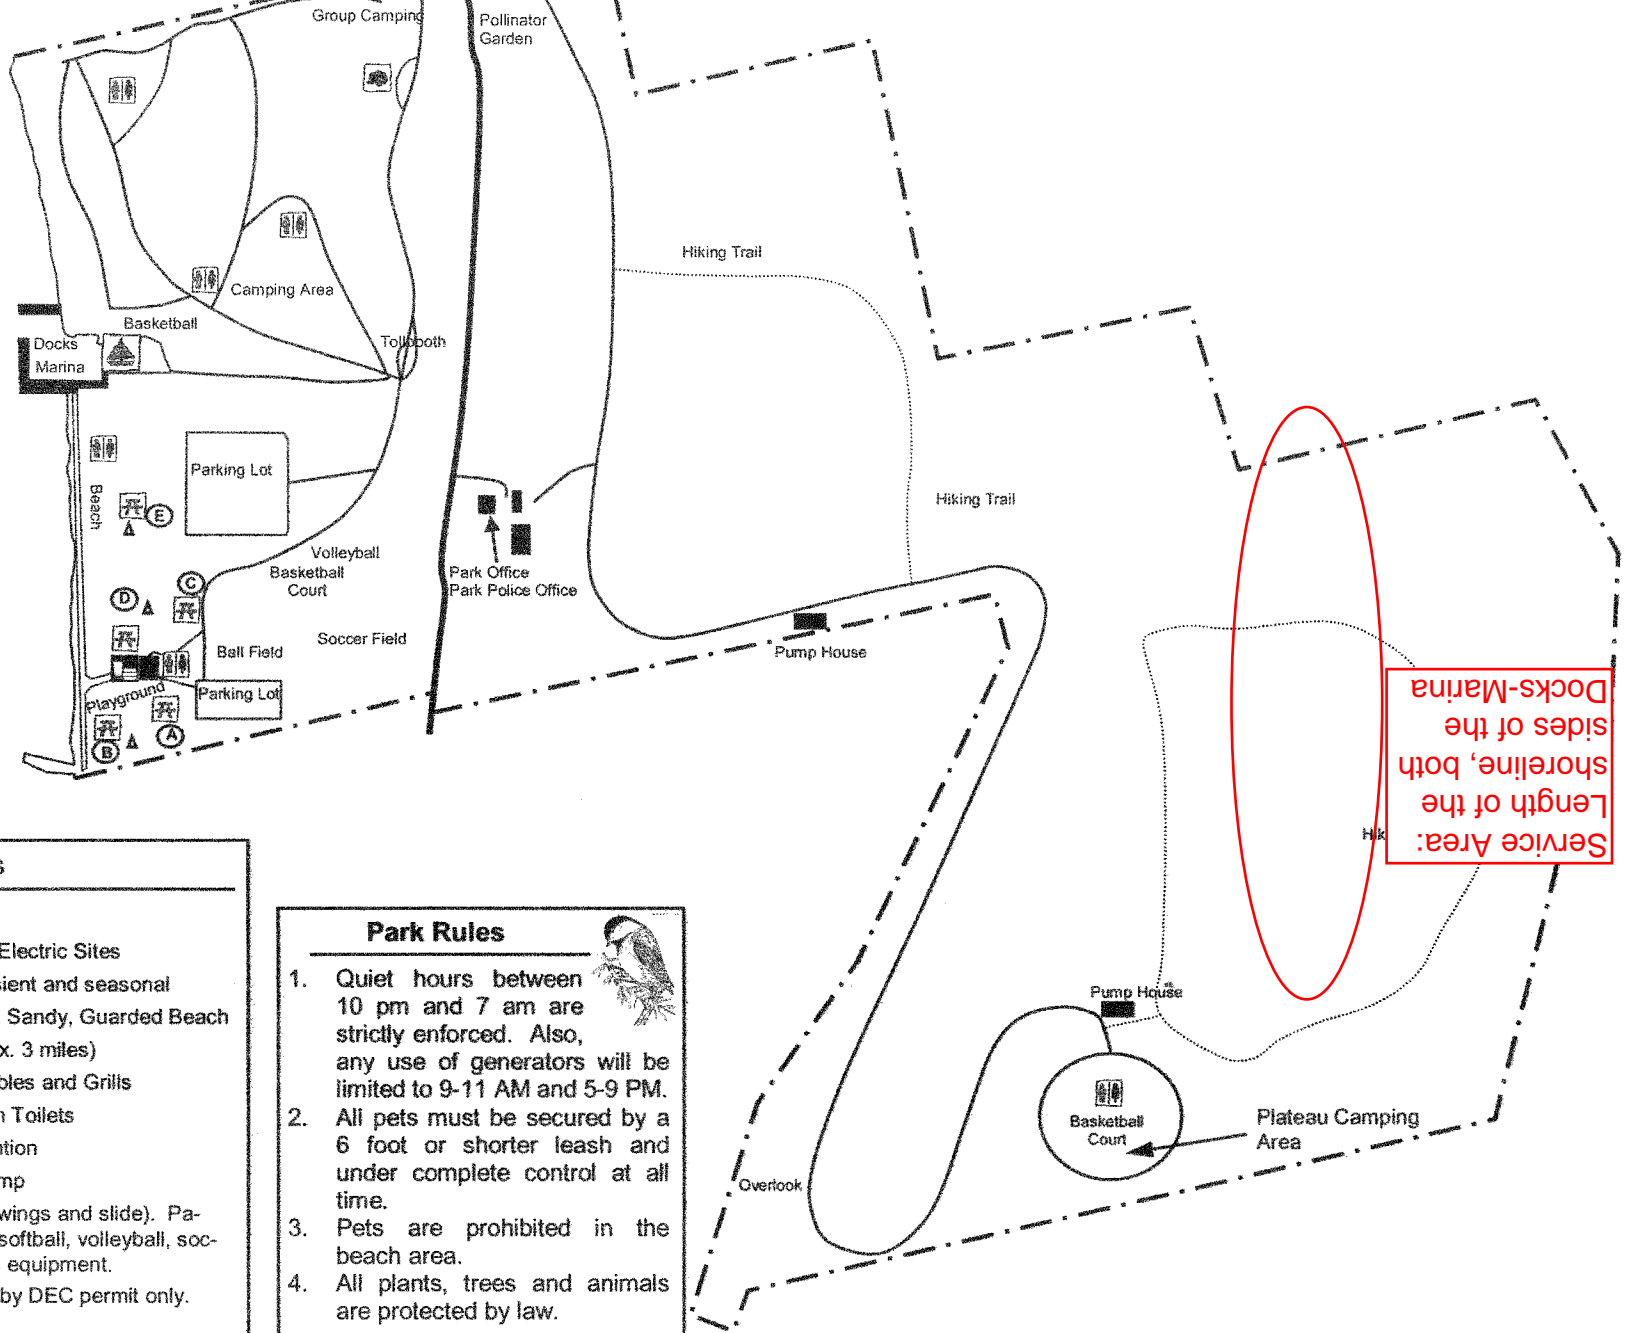 Group Camping
Pollinator
Garden
Hiking Trail
Camping Area
Basketball
Docks
Marina
Tollbooth
Parking Lot
Beach
E
Hiking Trail
Volleyball
Basketball
Court
Park Office
Park Police Office
C
D
Soccer Field
Ball Field
Pump House
Playground
Parking Lot
B
A
Service Area:
Length of the
shoreline, both
sides of the
Docks-Marina
Hik
Pump House
Basketball
Court
Plateau Camping
Area
Overlook
s
Electric Sites
sient and seasonal
Sandy, Guarded Beach
x. 3 miles)
bles and Grills
n Toilets
ntion
mp
wings and slide). Pa-
softball, volleyball, soc-
equipment.
by DEC permit only.
Park Rules
1. Quiet hours between
10 pm and 7 am are
strictly enforced. Also,
any use of generators will be
limited to 9-11 AM and 5-9 PM.
2. All pets must be secured by a
6 foot or shorter leash and
under complete control at all
time.
3. Pets are prohibited in the
beach area.
4. All plants, trees and animals
are protected by law.